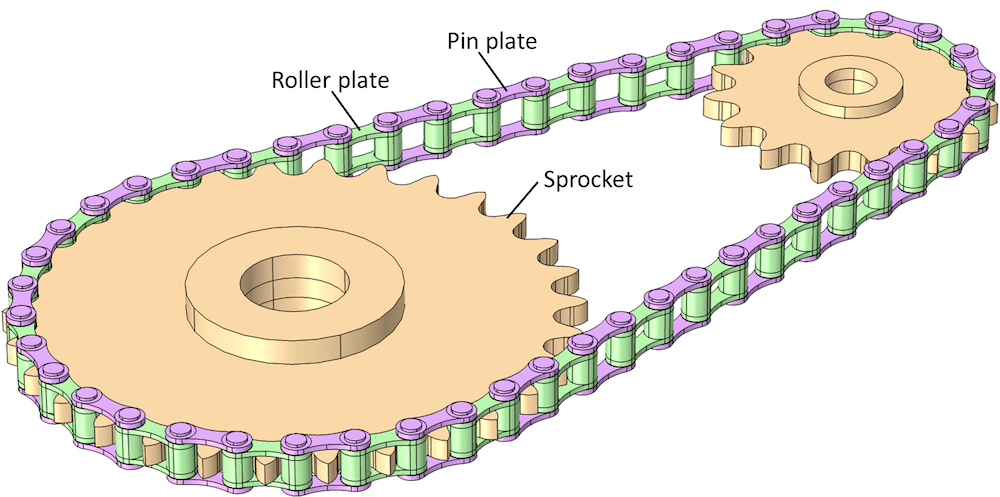 Pin plate
Roller plate
Sprocket